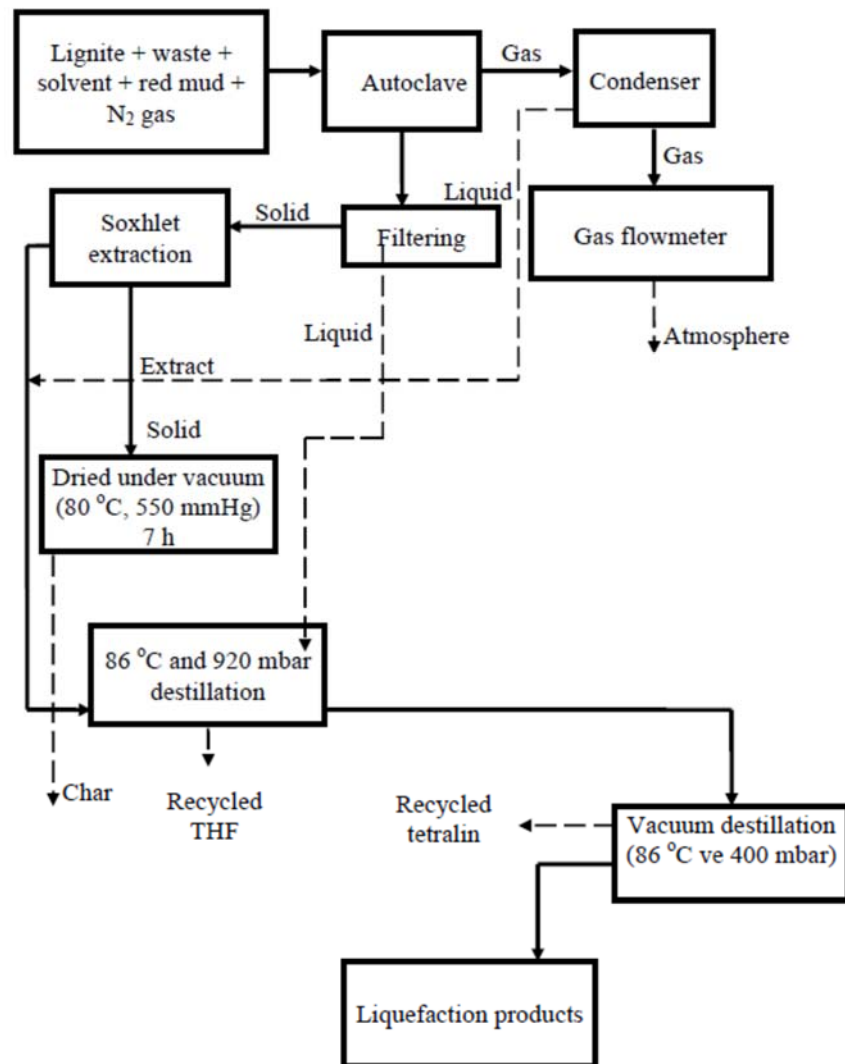 Lignite + waste +
solvent + red mud +
N₂ gas
Autoclave
Gas
Condenser
Gas
Liquid
Soxhlet
extraction
Solid
Filtering
Gas flowmeter
Liquid
Atmosphere
Extract
Solid
Dried under vacuum
(80 °C, 550 mmHg)
7 h
86 °C and 920 mbar
destillation
Char
Recycled
THF
Recycled
tetralin
Vacuum destillation
(86 °C ve 400 mbar)
Liquefaction products